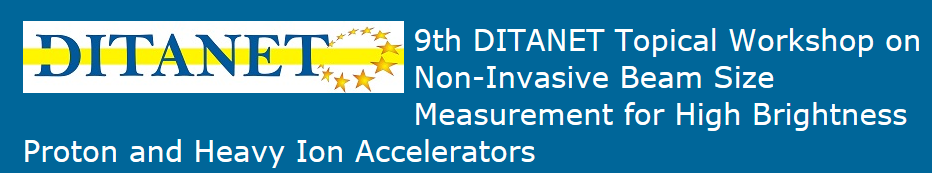 DITANET
9th DITANET Topical Workshop on
Non-Invasive Beam Size
Measurement for High Brightness
Proton and Heavy Ion Accelerators